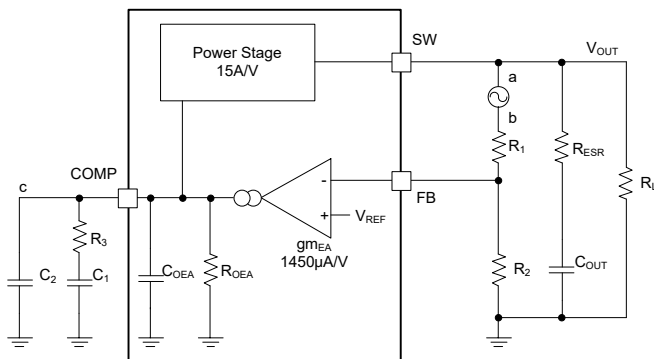 Power Stage
15A/V
SW
VOUT
a
b
R1
RESR
RL
COMP
c
R3
C2
C1
COEA
ROEA
-
+
VREF
gmEA
1450µA/V
FB
R2
COUT